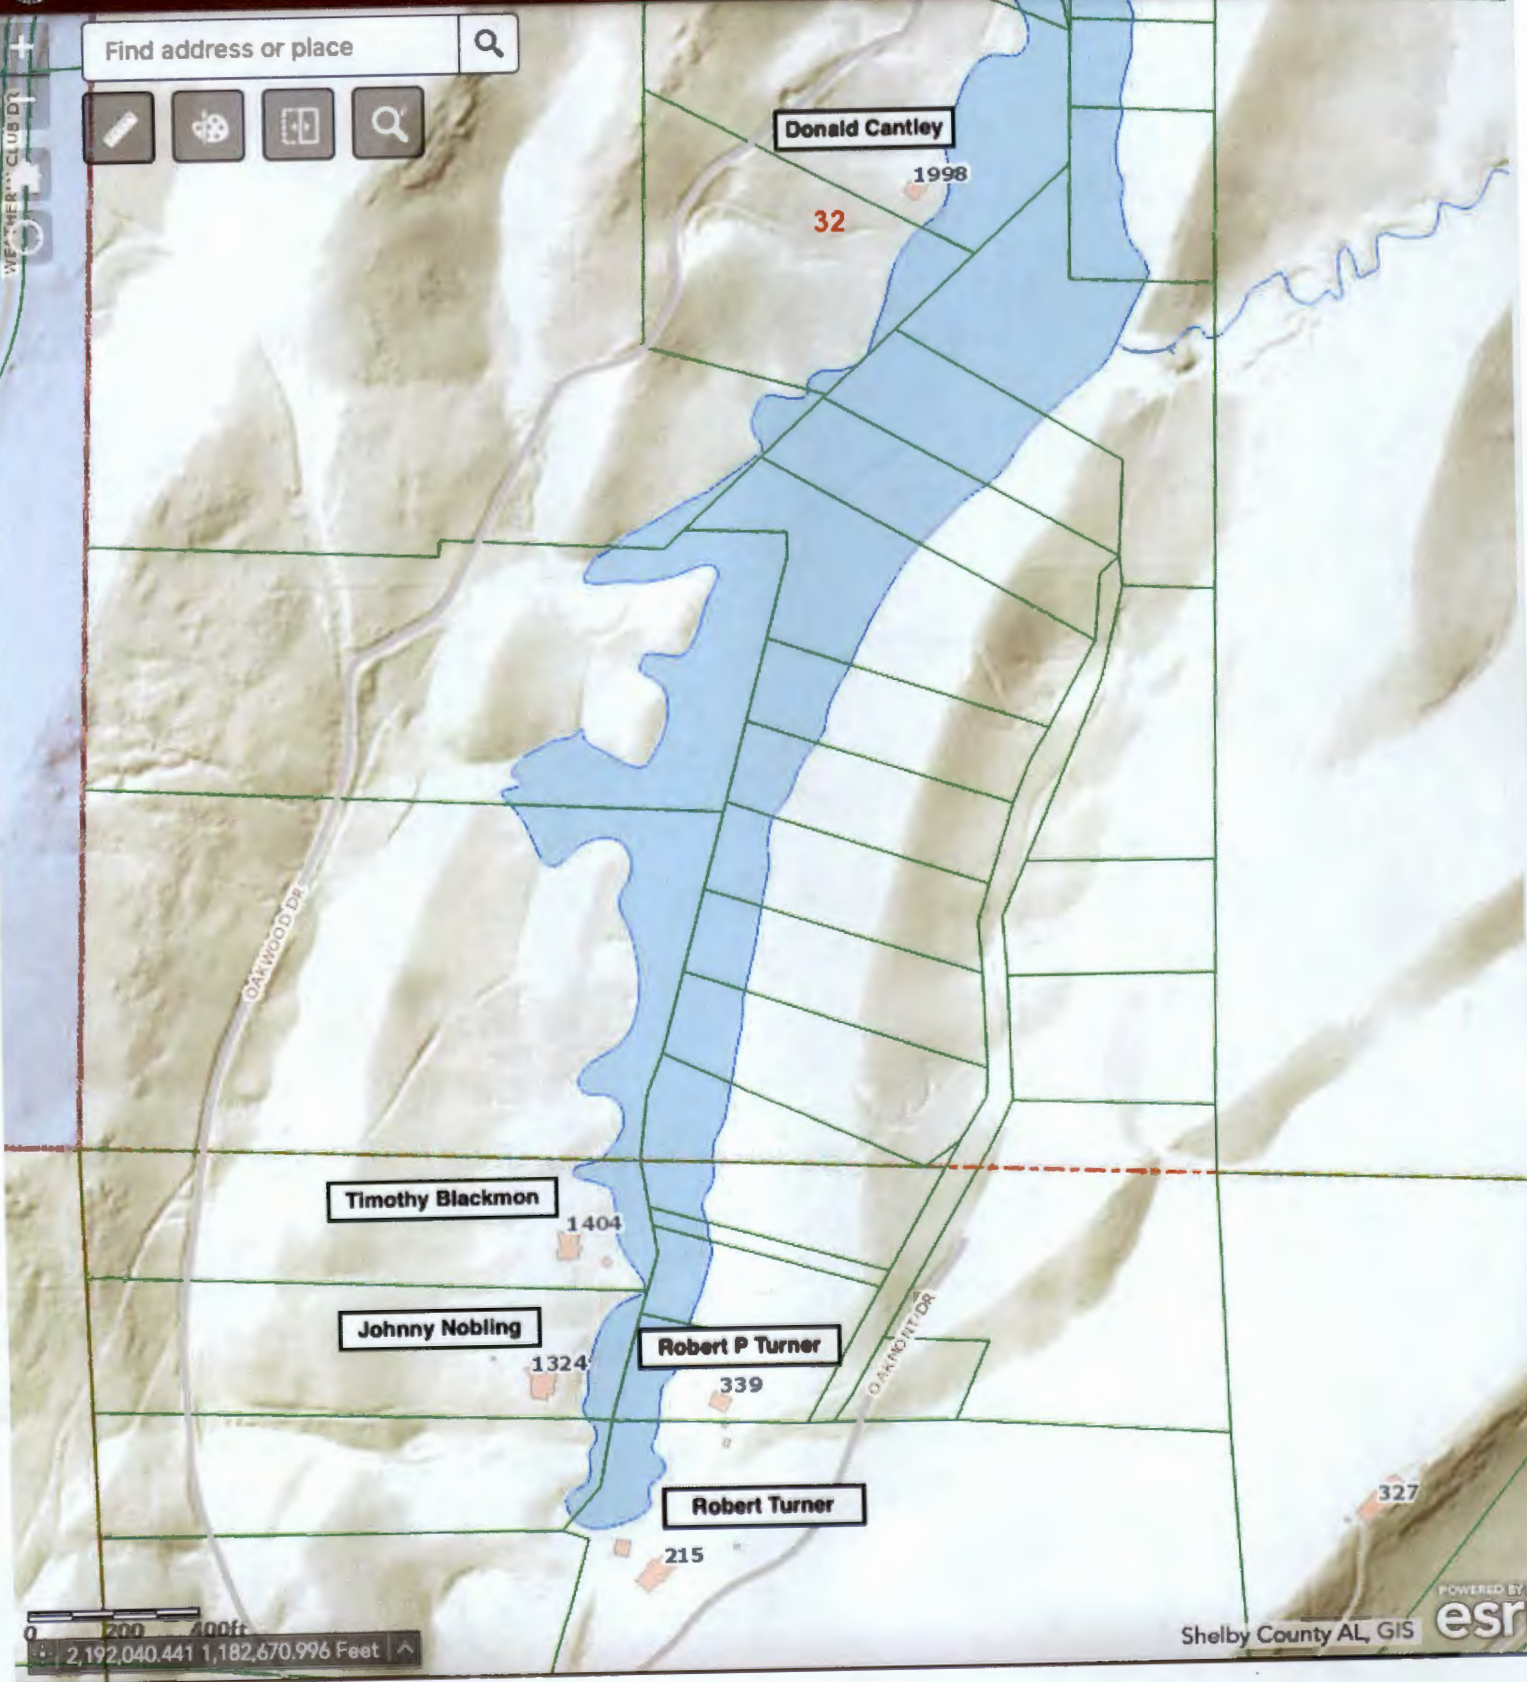 Find address or place
Donald Cantley
1998
32
OAKWOOD DR
Timothy Blackmon
1404
Johnny Nobling
1324
Robert P Turner
339
OAKMONT DR
Robert Turner
215
327
0 200 400ft
2,192,040.441 1,182,670.996 Feet
POWERED BY
esri
Shelby County AL, GIS
CLUB DR